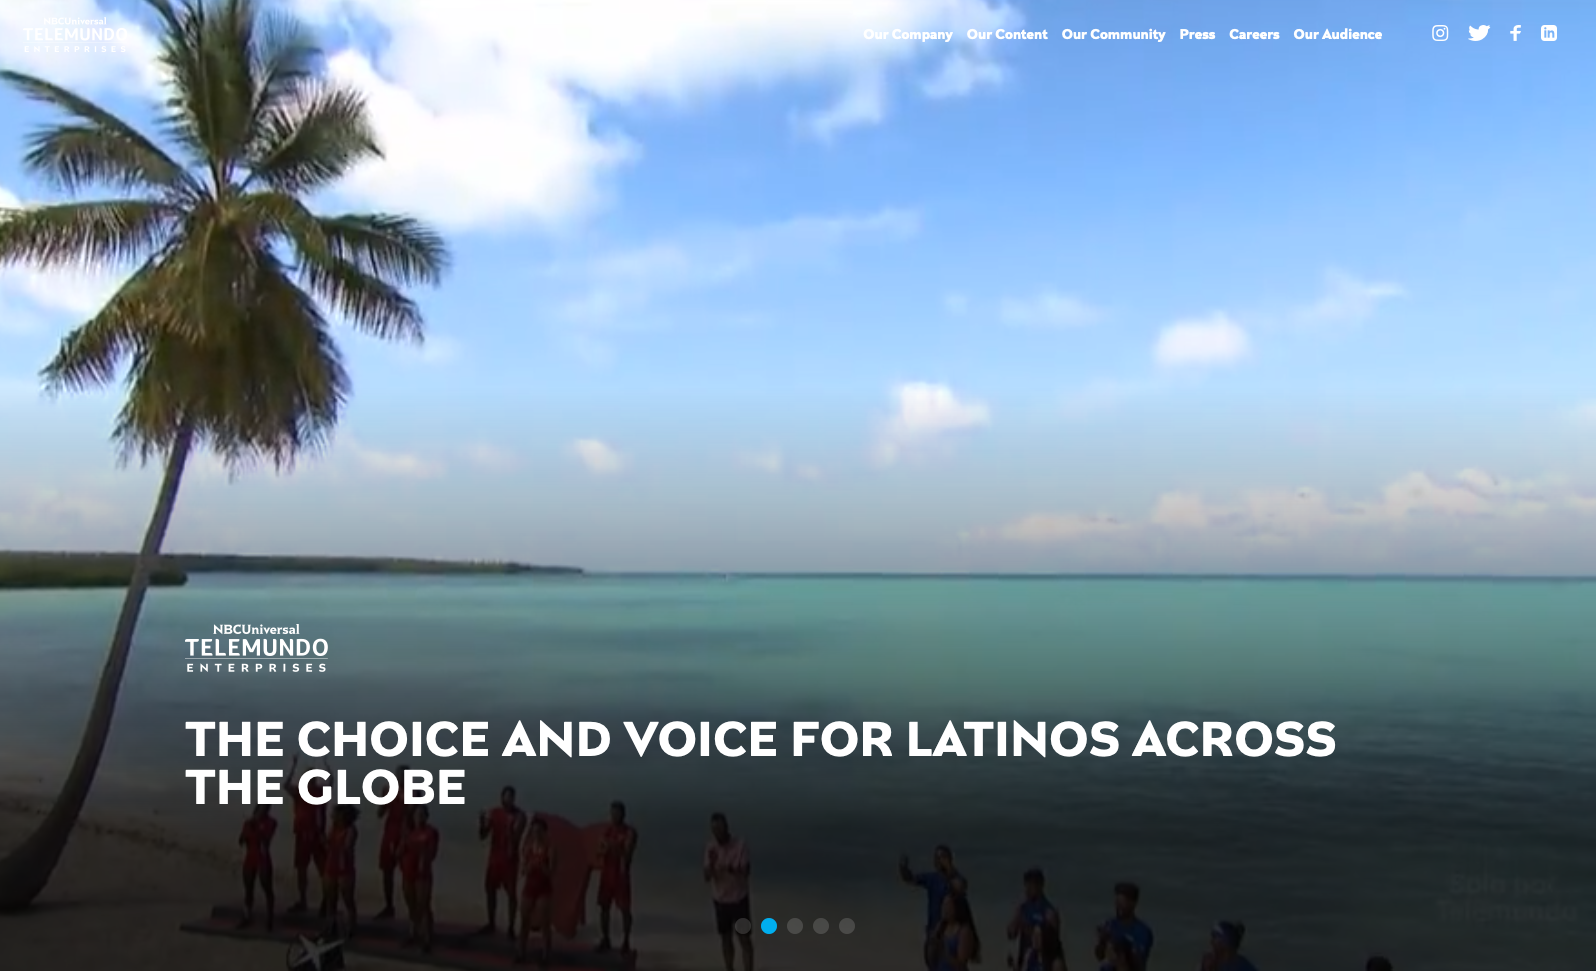 NBCUniversal
TELEMUNDO
ENTERPRISES
Our Company Our Content Our Community Press Careers Our Audience
NBCUniversal
TELEMUNDO
ENTERPRISES
THE CHOICE AND VOICE FOR LATINOS ACROSS
THE GLOBE
Solo por
Telemundo